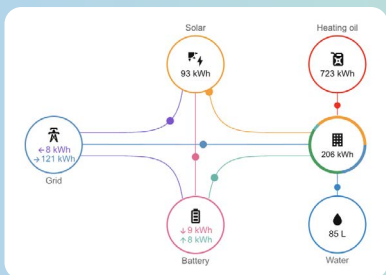 Solar
Heating oil
93 kWh
723 kWh
←8 kWh
→121 kWh
206 kWh
Grid
↓9 kWh
↑8 kWh
85 L
Battery
Water